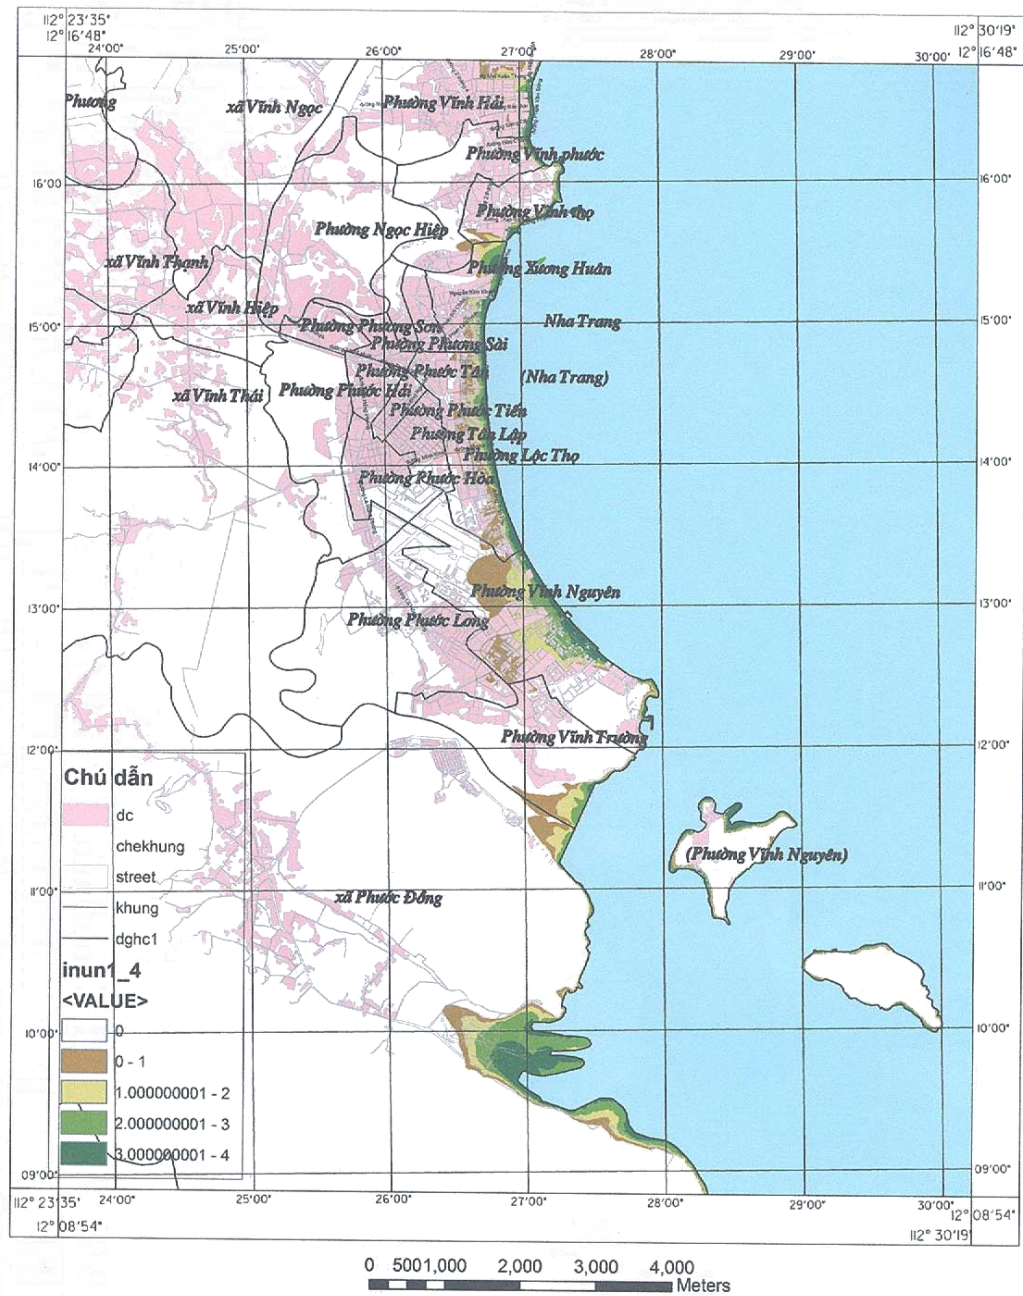 112° 23'35"
112° 30'19"
12° 16'48"
12° 16'48"
24'00"
25'00"
26'00"
27'00"
28'00"
29'00"
30'00"
Phương
xã Vĩnh Ngọc
Phường Vĩnh Hải
Phường Vĩnh phước
16'00"
16'00"
Phường Vĩnh thọ
Phường Ngọc Hiệp
xã Vĩnh Thạnh
Phường Xương Huân
xã Vĩnh Hiệp
15'00"
Phường Phương Sơn
Nha Trang
15'00"
Phường Phương Sài
Phường Phước Tân
(Nha Trang)
xã Vĩnh Thái
Phường Phước Hải
Phường Phước Tiến
Phường Tân Lập
Phường Lộc Thọ
14'00"
14'00"
Phường Phước Hòa
Phường Vĩnh Nguyên
13'00"
13'00"
Phường Phước Long
Phường Vĩnh Trường
12'00"
12'00"
Chú dẫn
dc
chekhung
street
khung
dghc1
inun1_4
<VALUE>
0
0 - 1
1.000000001 - 2
2.000000001 - 3
3.000000001 - 4
(Phường Vĩnh Nguyên)
11'00"
11'00"
xã Phước Đồng
10'00"
10'00"
09'00"
09'00"
112° 23'35"
24'00"
25'00"
26'00"
27'00"
28'00"
29'00"
30'00"
12° 08'54"
12° 08'54"
112° 30'19"
0 500 1,000 2,000 3,000 4,000
Meters